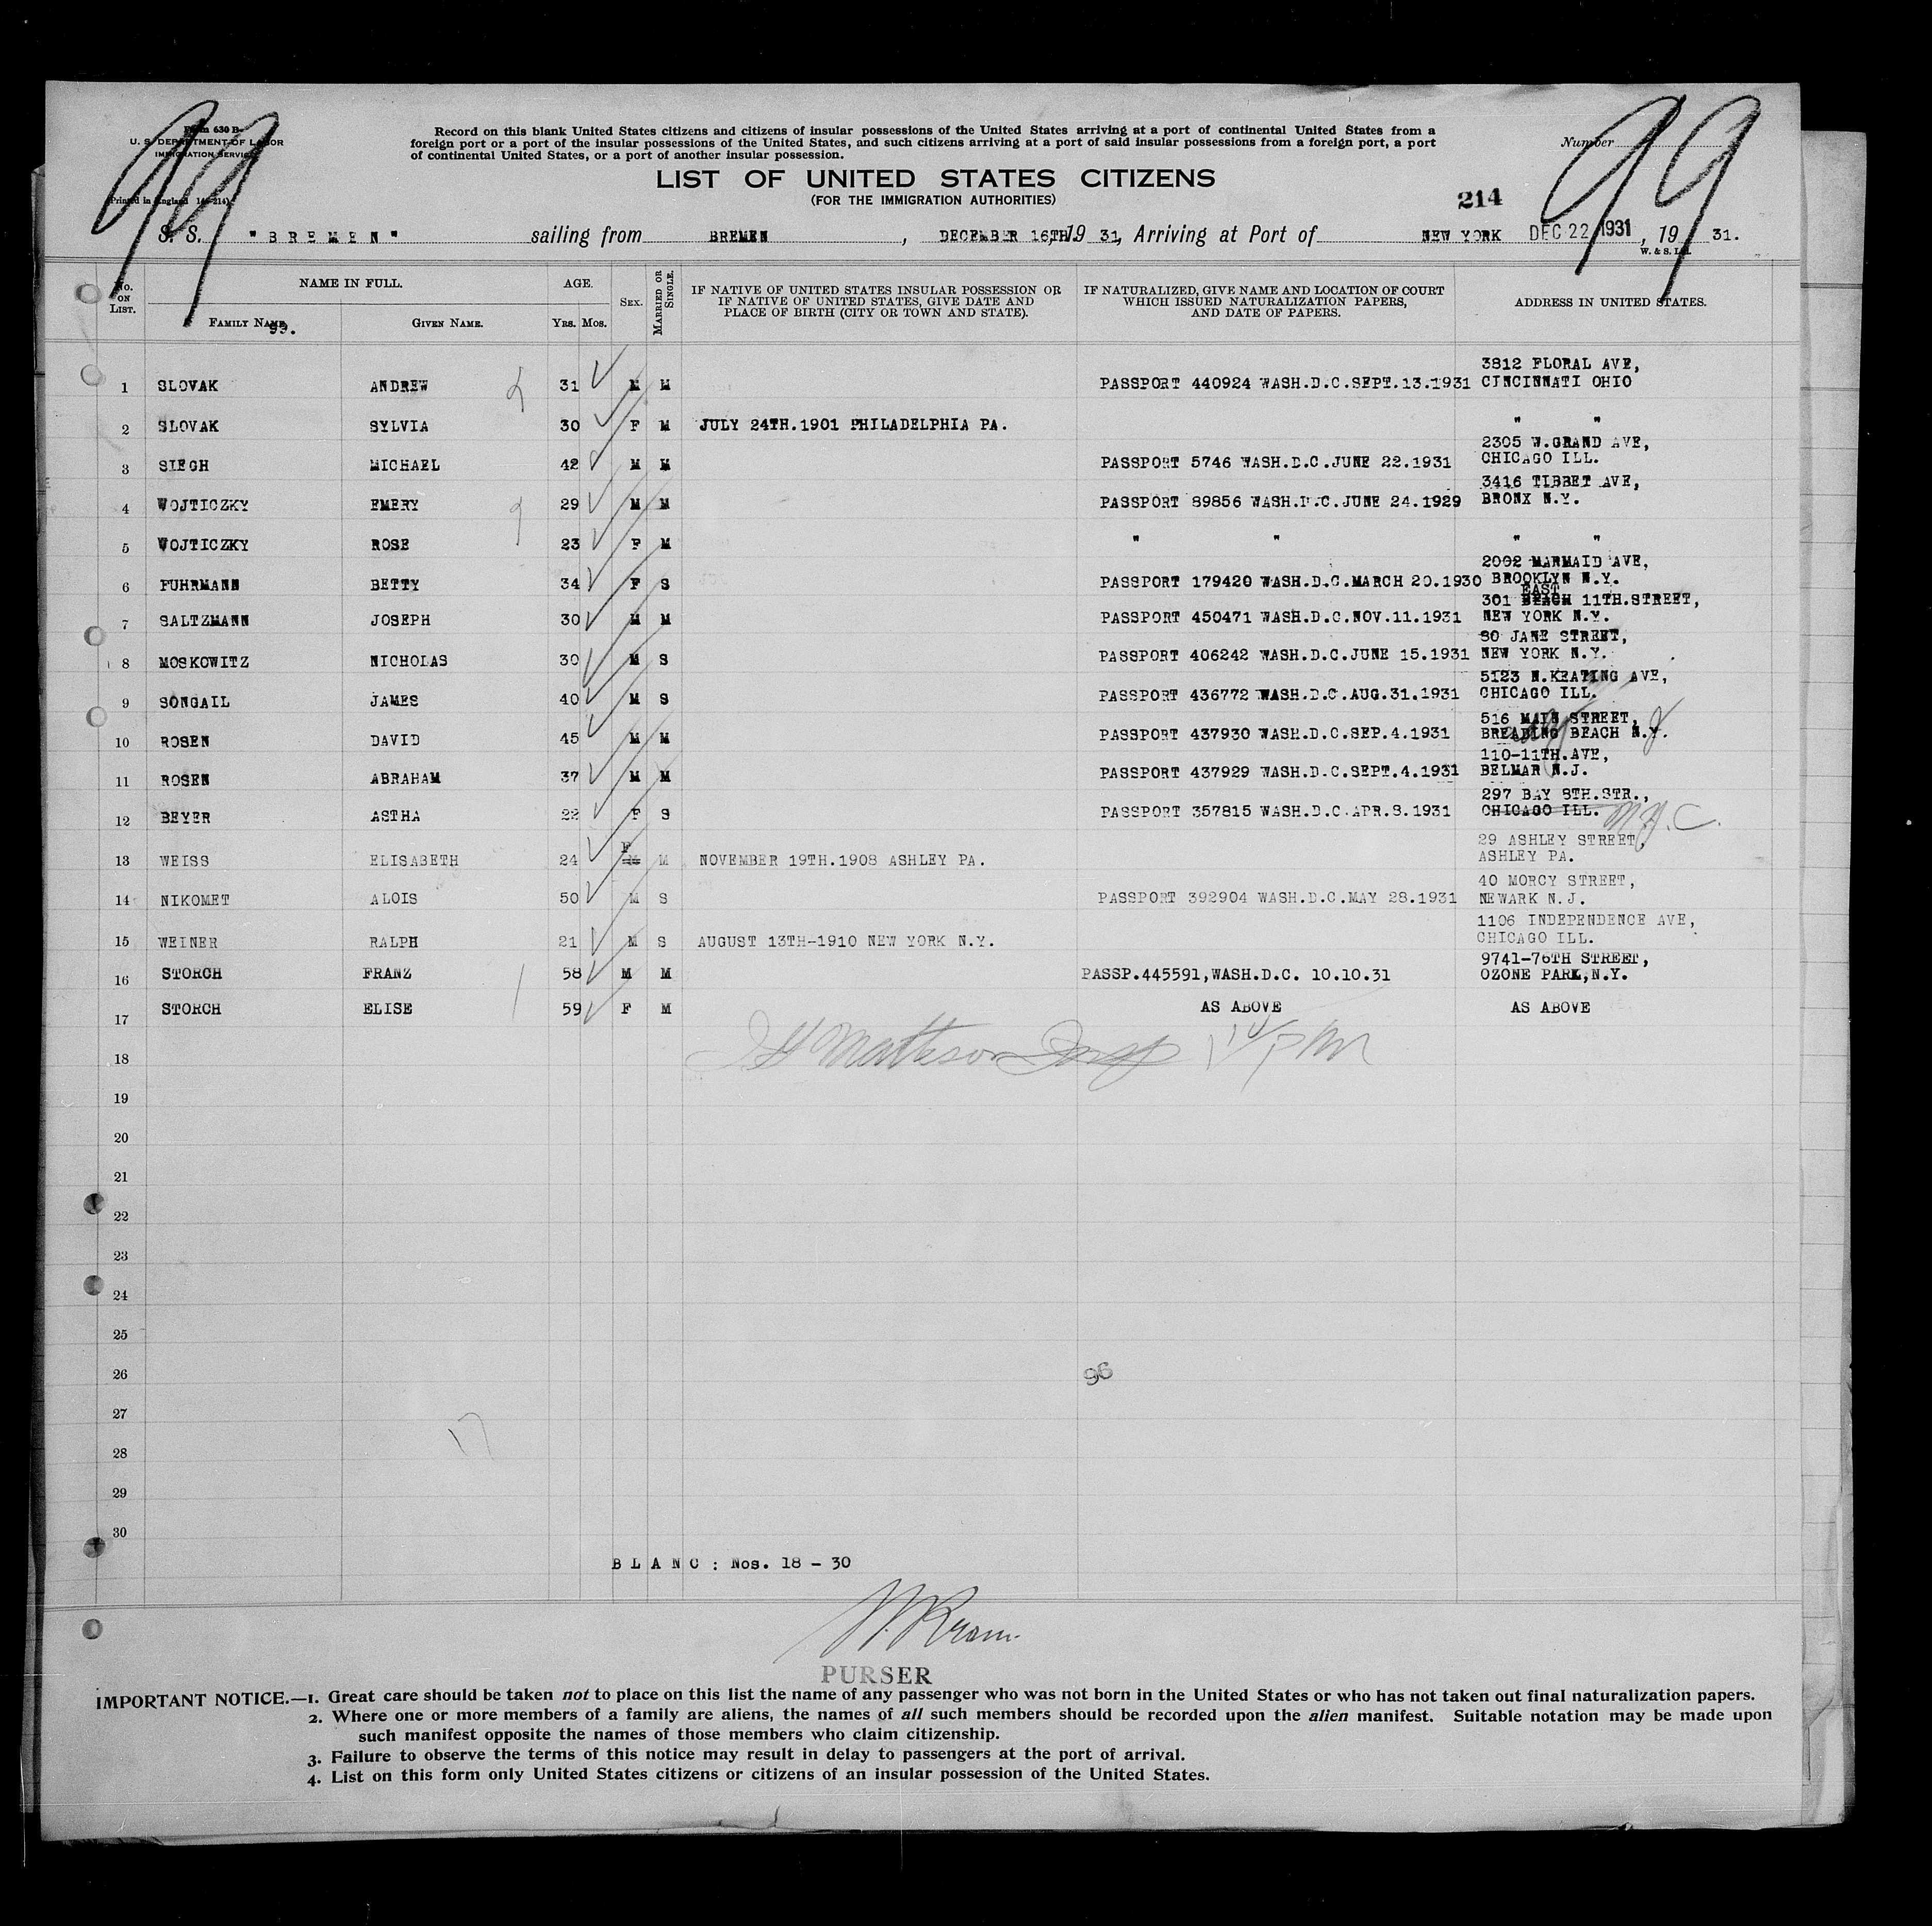 99 99
Form 630 B
U. S. DEPARTMENT OF LABOR
IMMIGRATION SERVICE
Record on this blank United States citizens and citizens of insular possessions of the United States arriving at a port of continental United States from a
foreign port or a port of the insular possessions of the United States, and such citizens arriving at a port of said insular possessions from a foreign port, a port
of continental United States, or a port of another insular possession.
Number
LIST OF UNITED STATES CITIZENS
(FOR THE IMMIGRATION AUTHORITIES)
214
Printed in England
S. S. "BREMEN" sailing from BREMEN, DECEMBER 16TH. 19 31, Arriving at Port of NEW YORK DEC 22 1931, 19 31.
W. & S. Ltd.
No. ON LIST. NAME IN FULL. AGE. SEX. MARRIED OR SINGLE. IF NATIVE OF UNITED STATES INSULAR POSSESSION OR IF NATIVE OF UNITED STATES, GIVE DATE AND PLACE OF BIRTH (CITY OR TOWN AND STATE). IF NATURALIZED, GIVE NAME AND LOCATION OF COURT WHICH ISSUED NATURALIZATION PAPERS, AND DATE OF PAPERS. ADDRESS IN UNITED STATES.
FAMILY NAME. 99. GIVEN NAME. YRS. MOS.
3812 FLORAL AVE,
1 SLOVAK ANDREW 31 M M PASSPORT 440924 WASH.D.C.SEPT.13.1931 CINCINNATI OHIO
2 SLOVAK SYLVIA 30 F M JULY 24TH.1901 PHILADELPHIA PA. " "
2305 W.GRAND AVE,
3 SIEGH MICHAEL 42 M M PASSPORT 5746 WASH.D.C.JUNE 22.1931 CHICAGO ILL.
3416 TIBBET AVE,
4 WOJTICZKY EMERY 29 M M PASSPORT 89856 WASH.D.C.JUNE 24.1929 BRONX N.Y.
5 WOJTICZKY ROSE 23 F M " " " "
2002 MARMAID AVE,
6 FUHRMANN BETTY 34 F S PASSPORT 179420 WASH.D.C.MARCH 20.1930 BROOKLYN N.Y.
EAST
301 BEACH 11TH.STREET,
7 SALTZMANN JOSEPH 30 M M PASSPORT 450471 WASH.D.C.NOV.11.1931 NEW YORK N.Y.
80 JANE STREET,
8 MOSKOWITZ NICHOLAS 30 M S PASSPORT 406242 WASH.D.C.JUNE 15.1931 NEW YORK N.Y.
5123 N.KEATING AVE,
9 SONGAIL JAMES 40 M S PASSPORT 436772 WASH.D.C.AUG.31.1931 CHICAGO ILL.
516 MAIN STREET,
10 ROSEN DAVID 45 M M PASSPORT 437930 WASH.D.C.SEP.4.1931 BREADING BEACH N.Y.
110-11TH.AVE,
11 ROSEN ABRAHAM 37 M M PASSPORT 437929 WASH.D.C.SEPT.4.1931 BELMAR N.J.
297 BAY 8TH.STR.,
12 BEYER ASTHA 22 F S PASSPORT 357815 WASH.D.C.APR.8.1931 CHICAGO ILL.
29 ASHLEY STREET,
13 WEISS ELISABETH 24 F M NOVEMBER 19TH.1908 ASHLEY PA. ASHLEY PA.
40 MORCY STREET,
14 NIKOMET ALOIS 50 M S PASSPORT 392904 WASH.D.C.MAY 28.1931 NEWARK N.J.
1106 INDEPENDENCE AVE,
15 WEINER RALPH 21 M S AUGUST 13TH-1910 NEW YORK N.Y. CHICAGO ILL.
9741-76TH STREET,
16 STORCH FRANZ 58 M M PASSP.445591,WASH.D.C. 10.10.31 OZONE PARK,N.Y.
17 STORCH ELISE 59 F M AS ABOVE AS ABOVE
18 Matteson Insp
19
20
21
22
23
24
25
26 96
27
17
28
29
30
BLANC : Nos. 18 - 30
PURSER
IMPORTANT NOTICE.—1. Great care should be taken not to place on this list the name of any passenger who was not born in the United States or who has not taken out final naturalization papers.
2. Where one or more members of a family are aliens, the names of all such members should be recorded upon the alien manifest. Suitable notation may be made upon
such manifest opposite the names of those members who claim citizenship.
3. Failure to observe the terms of this notice may result in delay to passengers at the port of arrival.
4. List on this form only United States citizens or citizens of an insular possession of the United States.